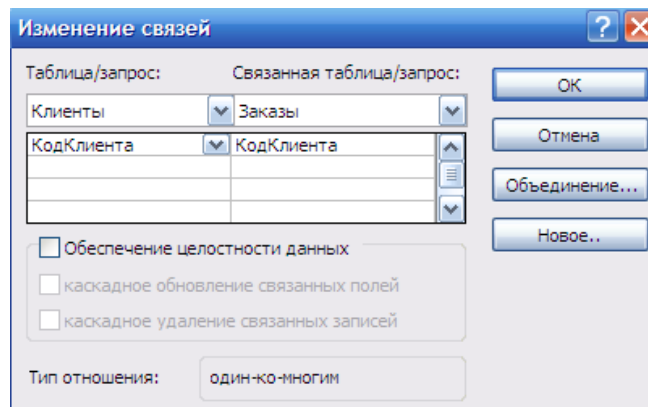 Изменение связей
Таблица/запрос: Связанная таблица/запрос:
Клиенты Заказы
КодКлиента КодКлиента
Обеспечение целостности данных
каскадное обновление связанных полей
каскадное удаление связанных записей
Тип отношения: один-ко-многим
ОК
Отмена
Объединение...
Новое..